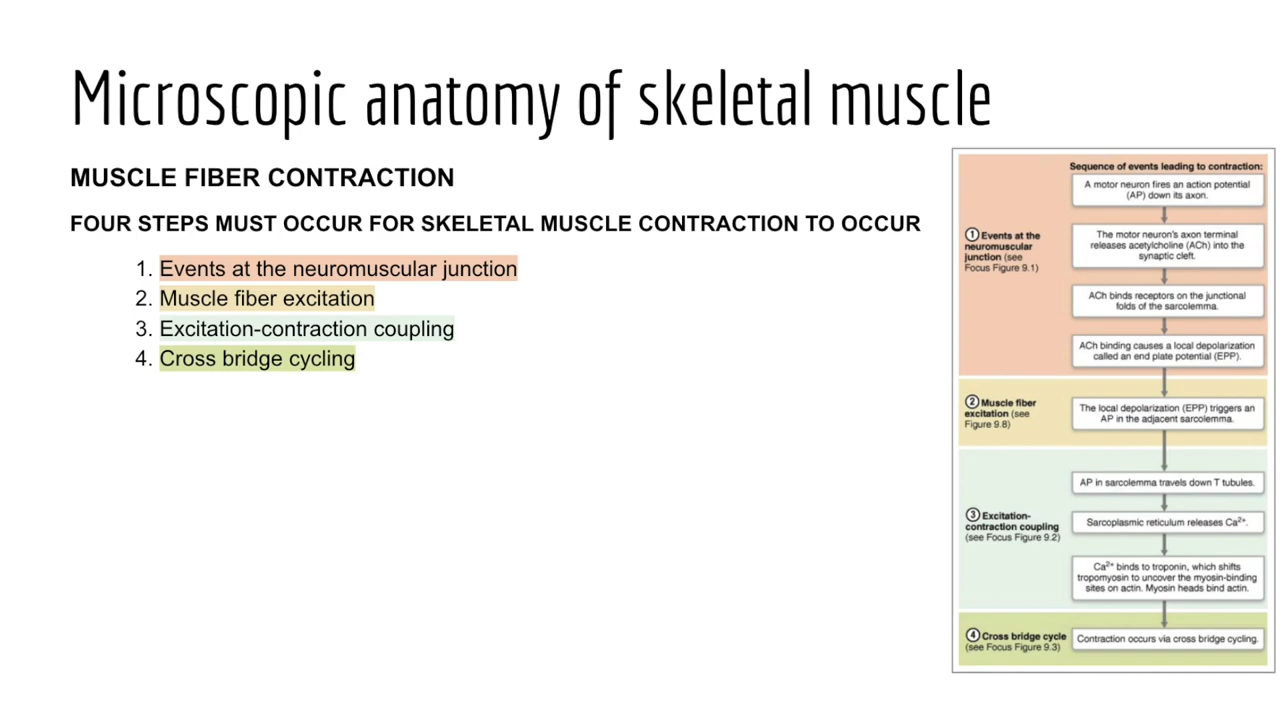 Microscopic anatomy of skeletal muscle
MUSCLE FIBER CONTRACTION
FOUR STEPS MUST OCCUR FOR SKELETAL MUSCLE CONTRACTION TO OCCUR
1. Events at the neuromuscular junction
2. Muscle fiber excitation
3. Excitation-contraction coupling
4. Cross bridge cycling
Sequence of events leading to contraction:
① Events at the
neuromuscular
junction (see
Focus Figure 9.1)
A motor neuron fires an action potential
(AP) down its axon.
The motor neuron's axon terminal
releases acetylcholine (ACh) into the
synaptic cleft.
ACh binds receptors on the junctional
folds of the sarcolemma.
ACh binding causes a local depolarization
called an end plate potential (EPP).
② Muscle fiber
excitation (see
Figure 9.8)
The local depolarization (EPP) triggers an
AP in the adjacent sarcolemma.
③ Excitation-
contraction coupling
(see Focus Figure 9.2)
AP in sarcolemma travels down T tubules.
Sarcoplasmic reticulum releases Ca²⁺.
Ca²⁺ binds to troponin, which shifts
tropomyosin to uncover the myosin-binding
sites on actin. Myosin heads bind actin.
④ Cross bridge cycle
(see Focus Figure 9.3)
Contraction occurs via cross bridge cycling.